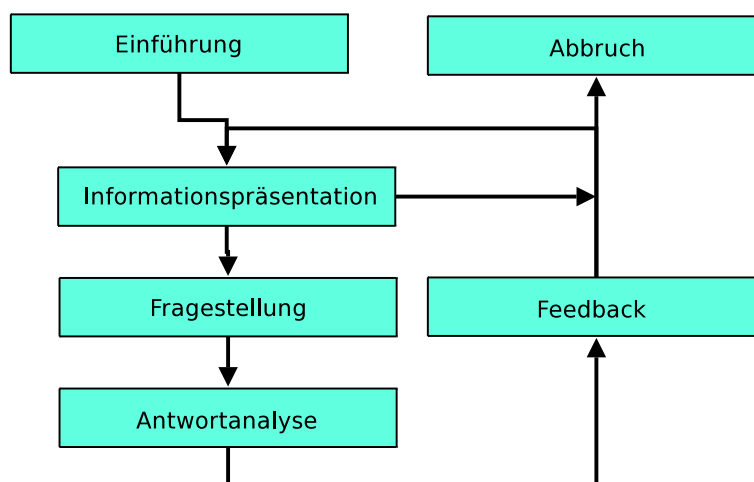 Einführung
Abbruch
Informationspräsentation
Fragestellung
Feedback
Antwortanalyse